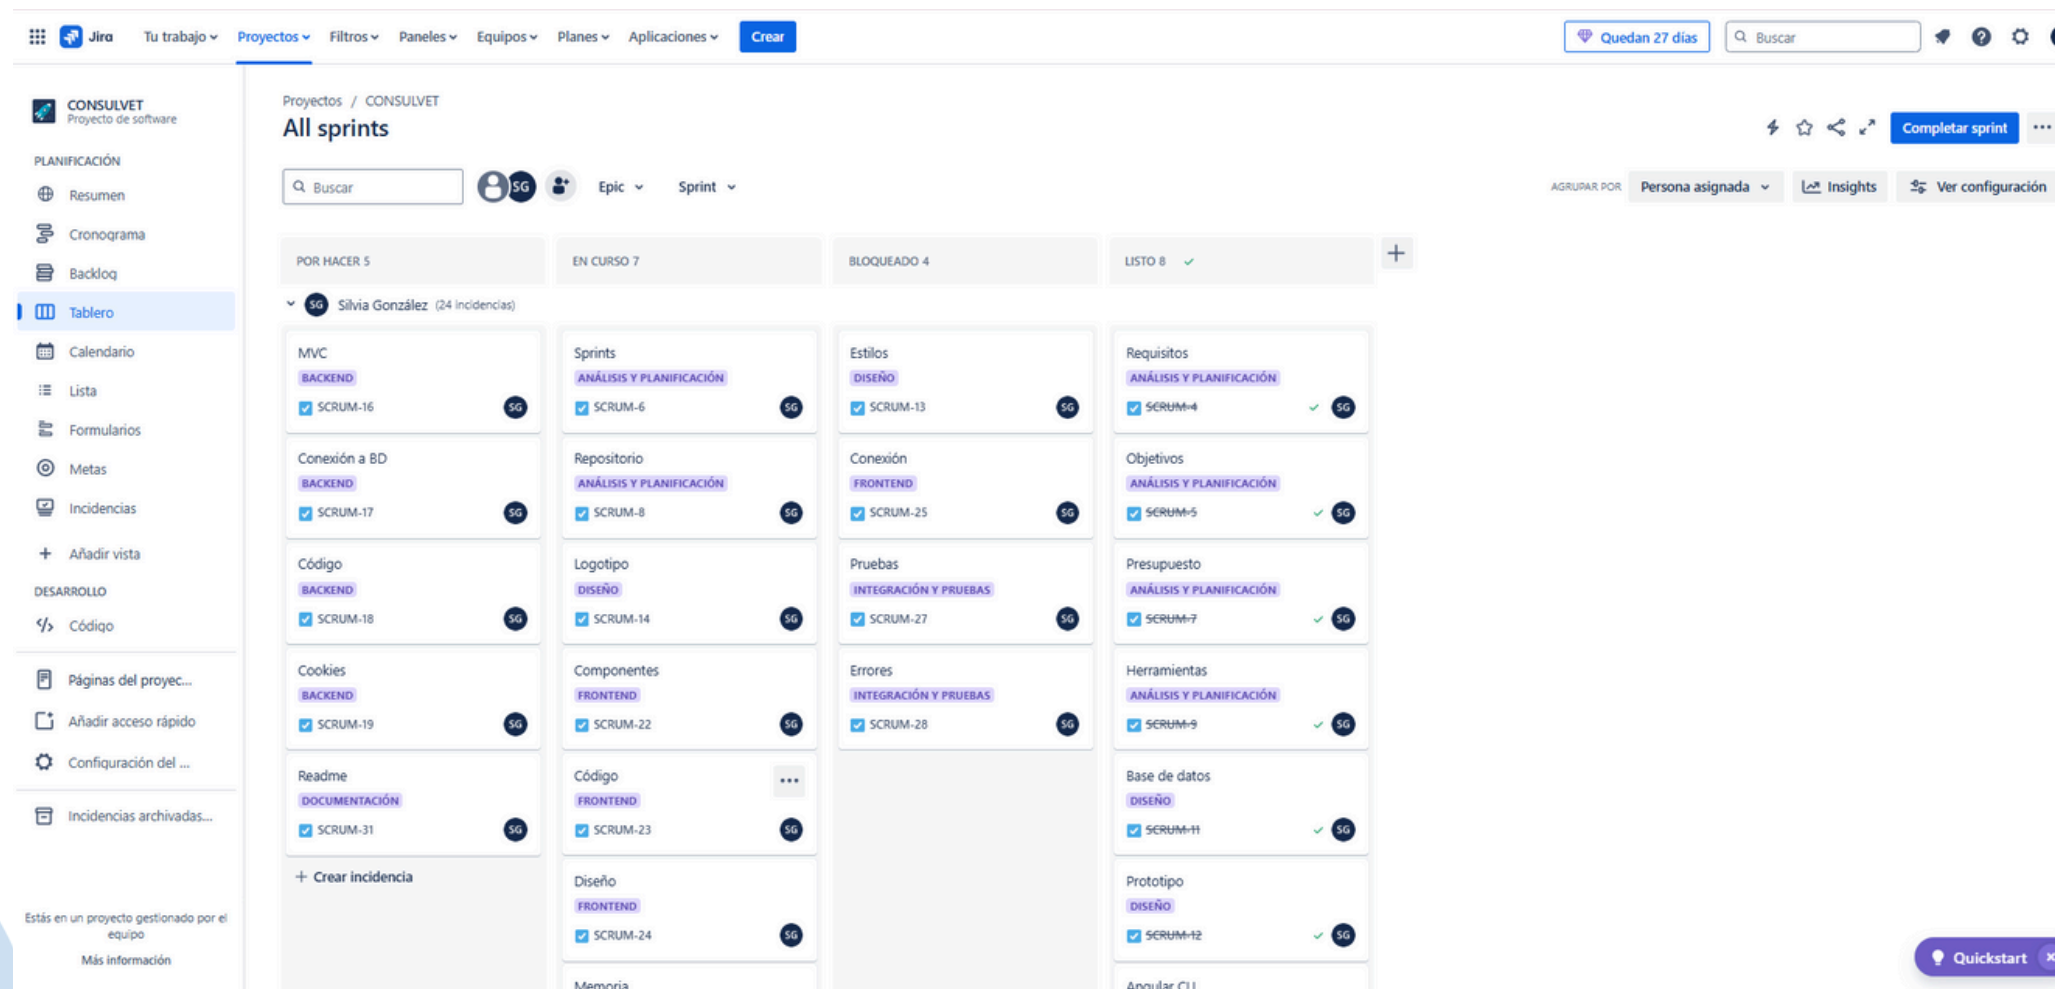 Jira Tu trabajo Proyectos Filtros Paneles Equipos Planes Aplicaciones Crear Quedan 27 días Buscar
CONSULVET
Proyecto de software
PLANIFICACIÓN
Resumen
Cronograma
Backlog
Tablero
Calendario
Lista
Formularios
Metas
Incidencias
Añadir vista
DESARROLLO
Código
Páginas del proyec...
Añadir acceso rápido
Configuración del ...
Incidencias archivadas...
Estás en un proyecto gestionado por el
equipo
Más información
Proyectos / CONSULVET
All sprints
Completar sprint
Buscar SG Epic Sprint AGRUPAR POR Persona asignada Insights Ver configuración
POR HACER 5 EN CURSO 7 BLOQUEADO 4 LISTO 8
SG Silvia González (24 incidencias)
MVC
BACKEND
SCRUM-16 SG
Conexión a BD
BACKEND
SCRUM-17 SG
Código
BACKEND
SCRUM-18 SG
Cookies
BACKEND
SCRUM-19 SG
Readme
DOCUMENTACIÓN
SCRUM-31 SG
+ Crear incidencia
Sprints
ANÁLISIS Y PLANIFICACIÓN
SCRUM-6 SG
Repositorio
ANÁLISIS Y PLANIFICACIÓN
SCRUM-8 SG
Logotipo
DISEÑO
SCRUM-14 SG
Componentes
FRONTEND
SCRUM-22 SG
Código
FRONTEND
SCRUM-23 SG
Diseño
FRONTEND
SCRUM-24 SG
Memoria
Estilos
DISEÑO
SCRUM-13 SG
Conexión
FRONTEND
SCRUM-25 SG
Pruebas
INTEGRACIÓN Y PRUEBAS
SCRUM-27 SG
Errores
INTEGRACIÓN Y PRUEBAS
SCRUM-28 SG
Requisitos
ANÁLISIS Y PLANIFICACIÓN
SCRUM-4 SG
Objetivos
ANÁLISIS Y PLANIFICACIÓN
SCRUM-5 SG
Presupuesto
ANÁLISIS Y PLANIFICACIÓN
SCRUM-7 SG
Herramientas
ANÁLISIS Y PLANIFICACIÓN
SCRUM-9 SG
Base de datos
DISEÑO
SCRUM-11 SG
Prototipo
DISEÑO
SCRUM-12 SG
Angular
Quickstart